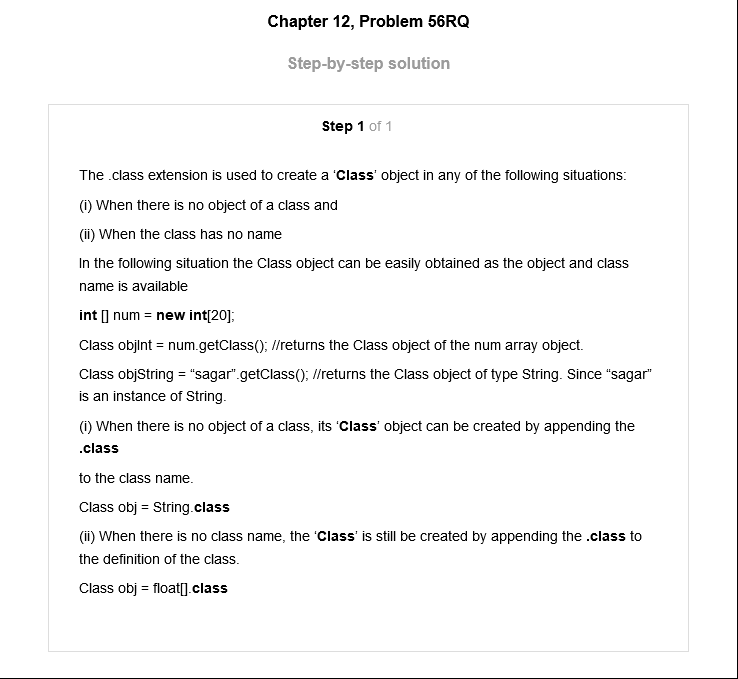 Chapter 12, Problem 56RQ
Step-by-step solution
Step 1 of 1
The .class extension is used to create a ‘Class’ object in any of the following situations:
(i) When there is no object of a class and
(ii) When the class has no name
In the following situation the Class object can be easily obtained as the object and class
name is available
int [] num = new int[20];
Class objInt = num.getClass(); //returns the Class object of the num array object.
Class objString = “sagar”.getClass(); //returns the Class object of type String. Since “sagar”
is an instance of String.
(i) When there is no object of a class, its ‘Class’ object can be created by appending the
.class
to the class name.
Class obj = String.class
(ii) When there is no class name, the ‘Class’ is still be created by appending the .class to
the definition of the class.
Class obj = float[].class